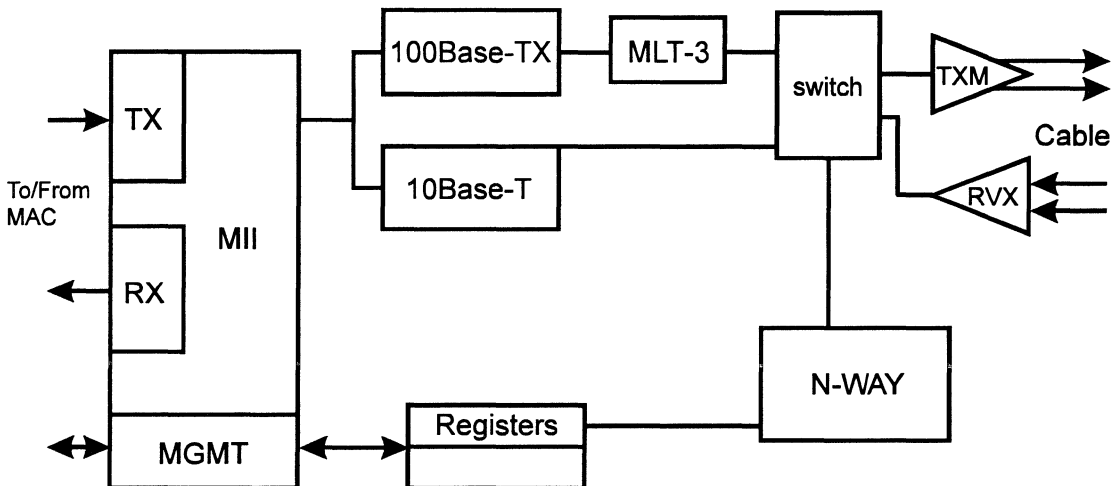 100Base-TX
MLT-3
switch
TXM
TX
Cable
To/From
MAC
10Base-T
RVX
MII
RX
N-WAY
Registers
MGMT